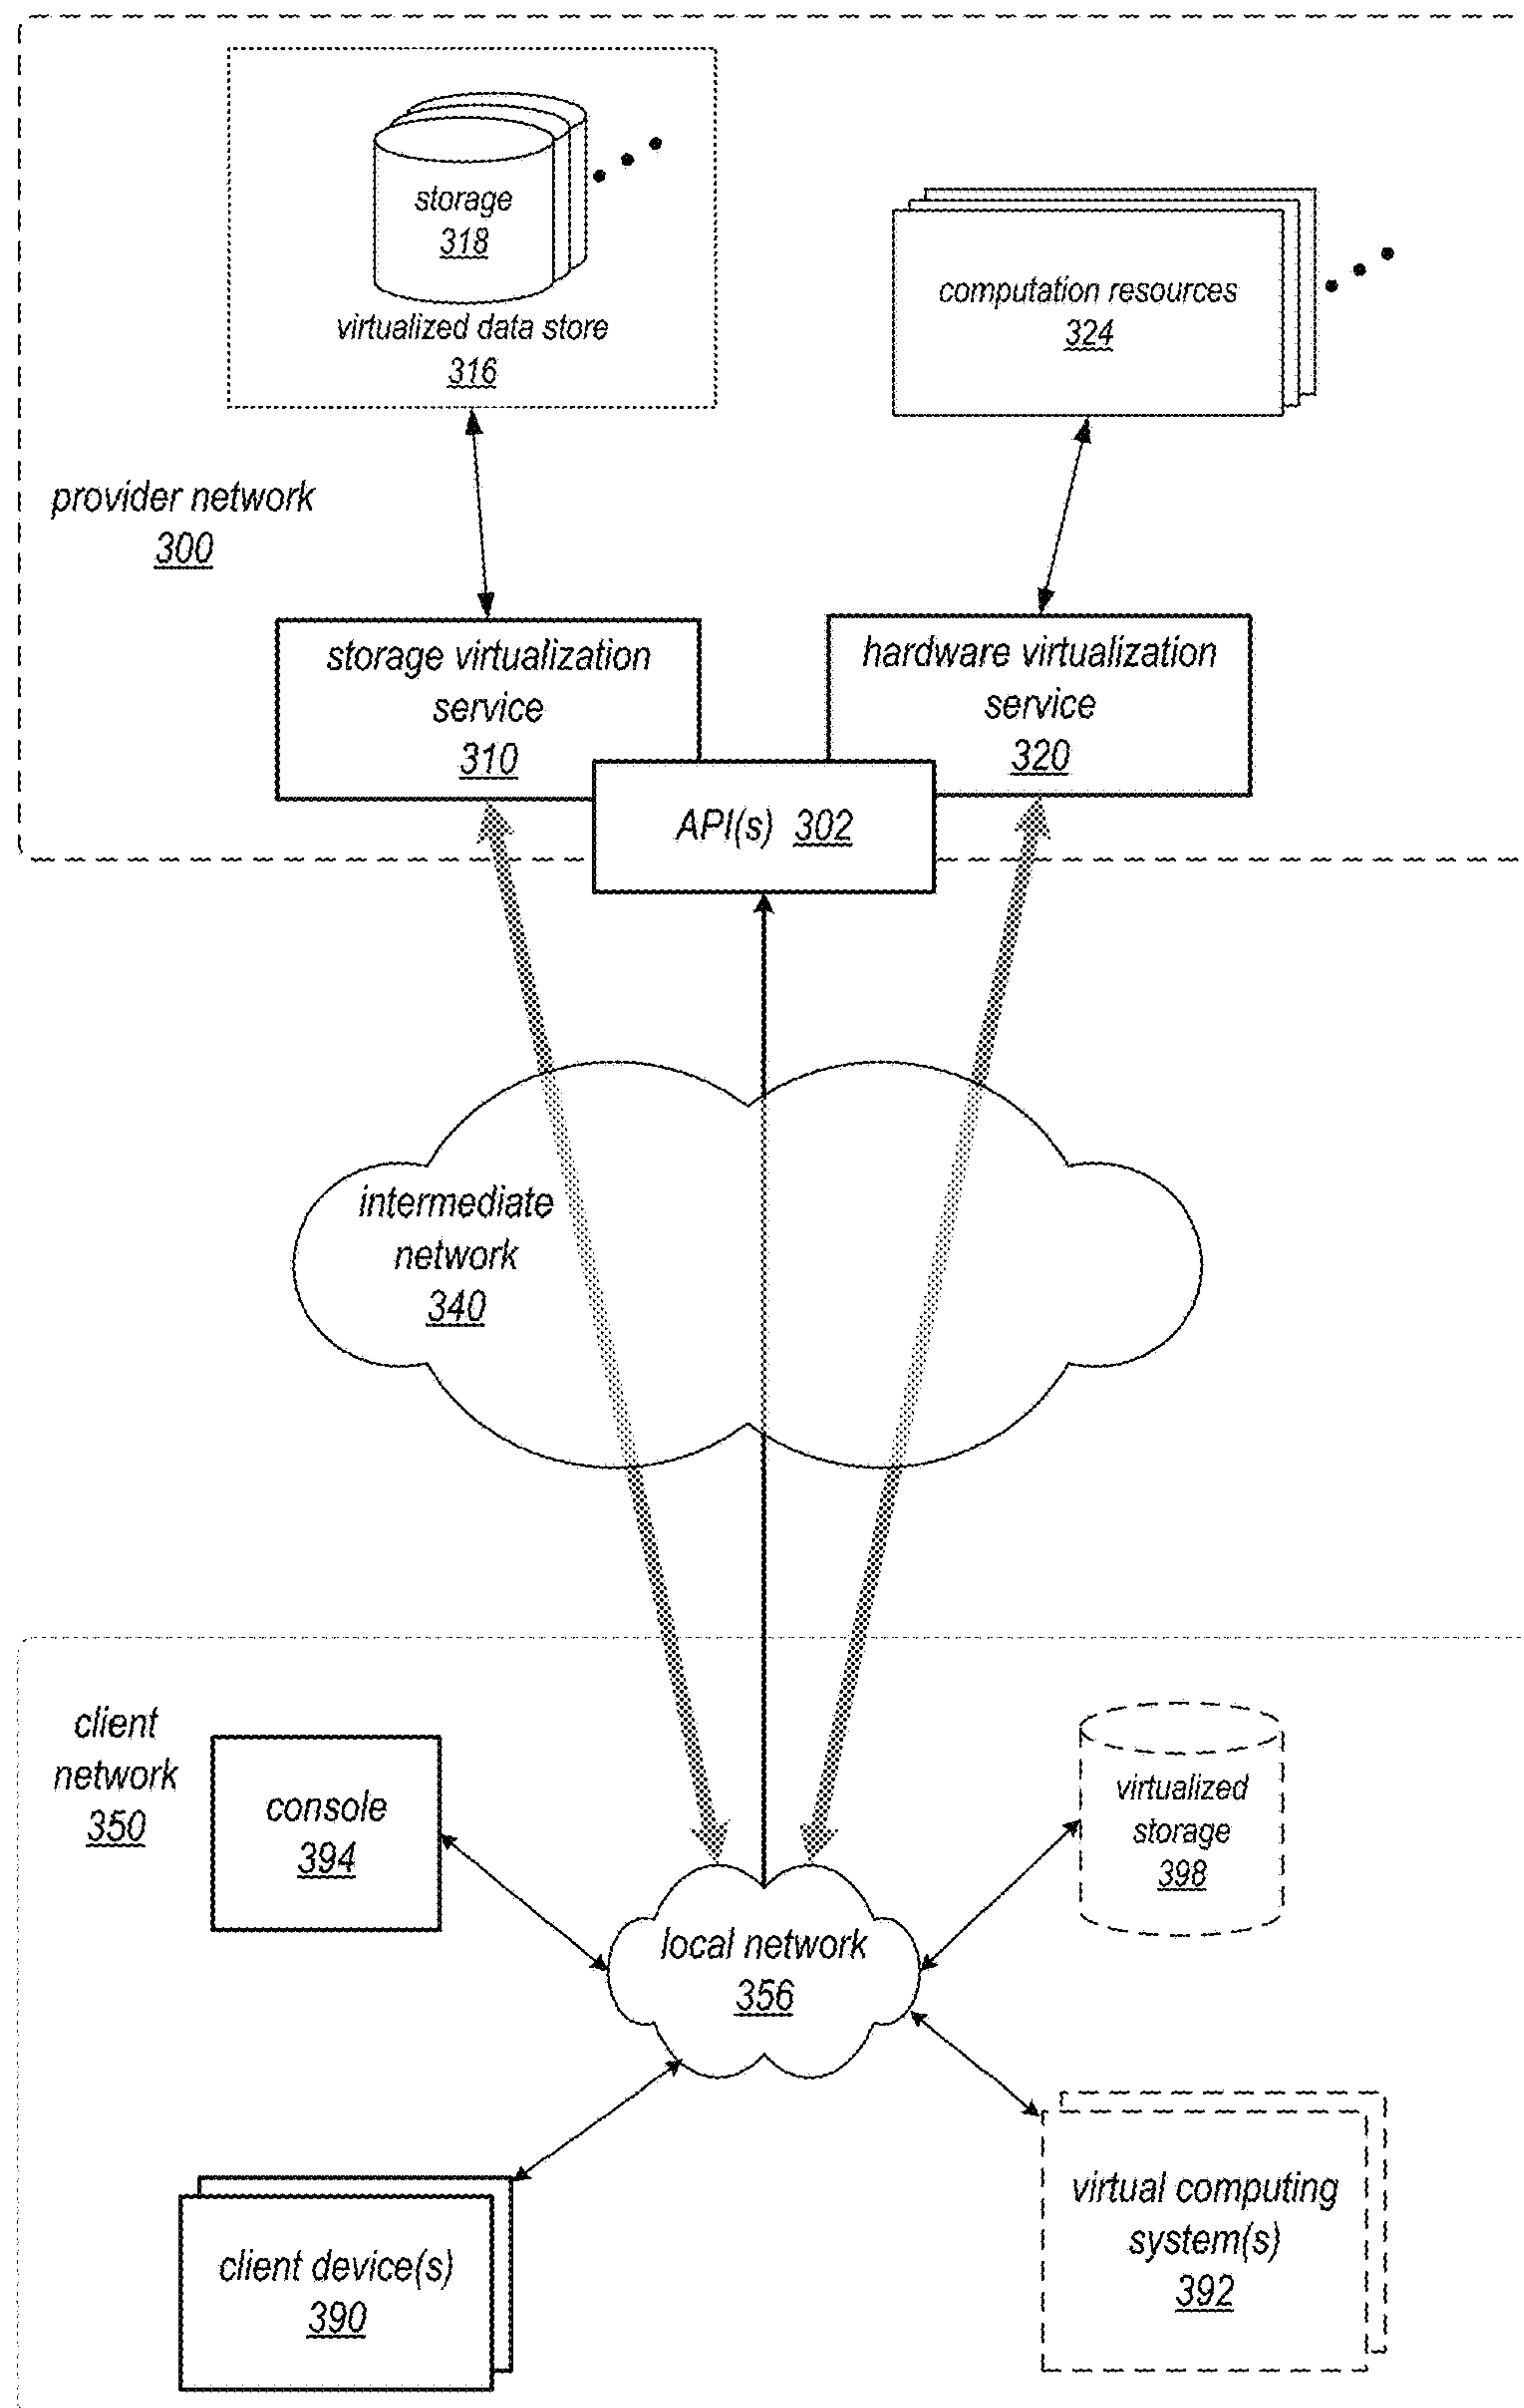 storage
318
virtualized data store
316
computation resources
324
provider network
300
storage virtualization
service
310
hardware virtualization
service
320
API(s) 302
intermediate
network
340
client
network
350
console
394
virtualized
storage
398
local network
356
client device(s)
390
virtual computing
system(s)
392